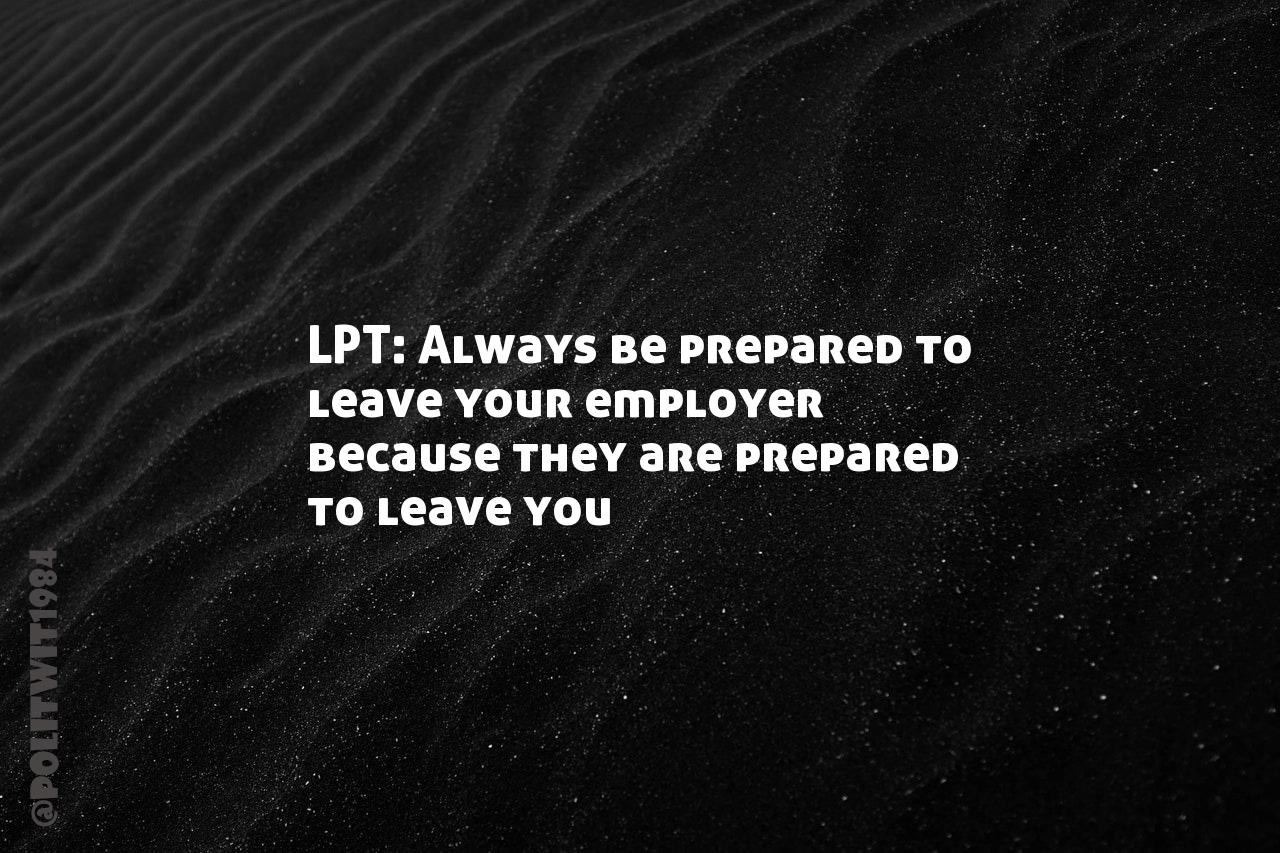 LPT: Always be prepared to
leave your employer
because they are prepared
to leave you
@politwit1984